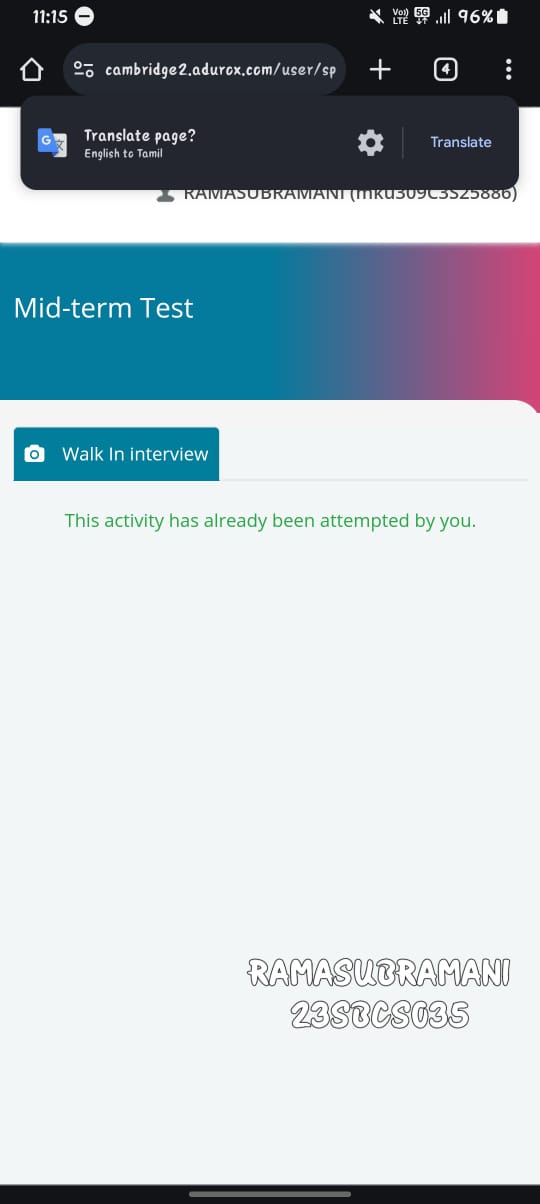 11:15
Vo)) LTE 5G 96%
cambridge2.adurox.com/user/sp
4
Translate page?
English to Tamil
Translate
RAMASUBRAMANI (mku309C3S25886)
Mid-term Test
Walk In interview
This activity has already been attempted by you.
RAMASUBRAMANI
23SBCS035